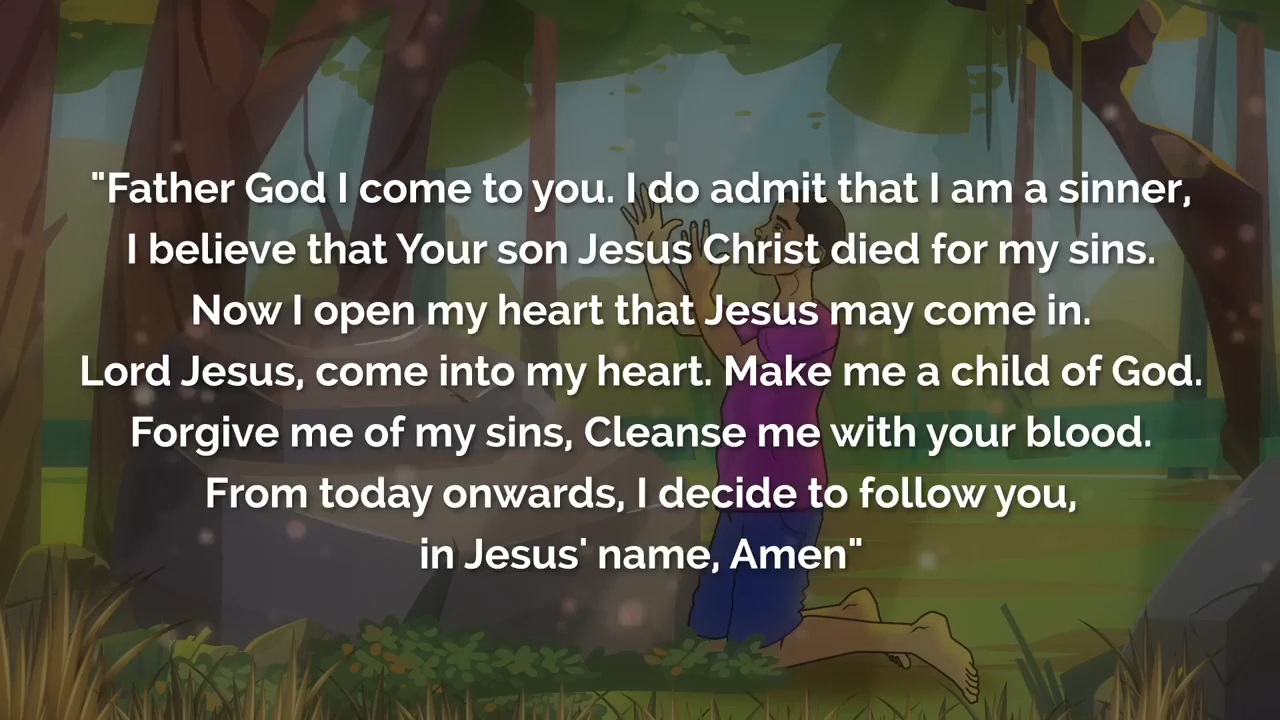 "Father God I come to you. I do admit that I am a sinner,
I believe that Your son Jesus Christ died for my sins.
Now I open my heart that Jesus may come in.
Lord Jesus, come into my heart. Make me a child of God.
Forgive me of my sins, Cleanse me with your blood.
From today onwards, I decide to follow you,
in Jesus' name, Amen"